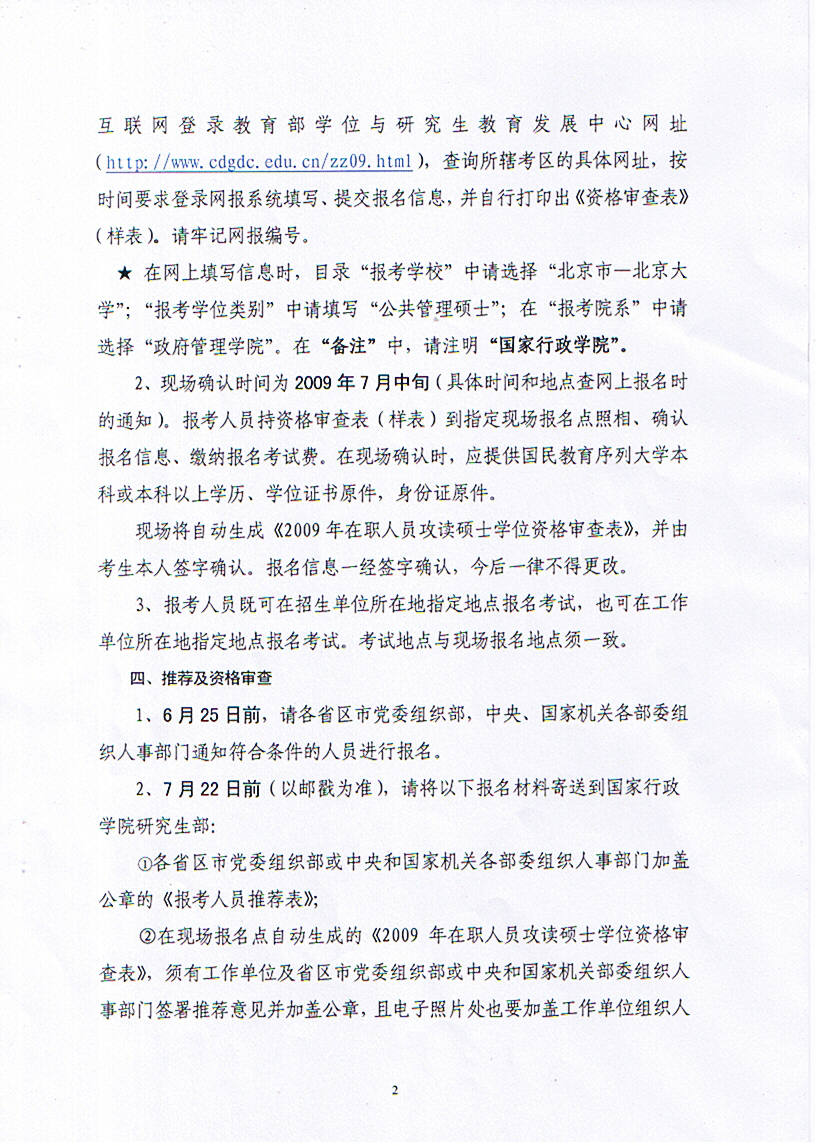 互联网登录教育部学位与研究生教育发展中心网址
（http://www.cdgdc.edu.cn/zz09.html），查询所辖考区的具体网址，按
时间要求登录网报系统填写、提交报名信息，并自行打印出《资格审查表》
（样表）。请牢记网报编号。
★ 在网上填写信息时，目录“报考学校”中请选择“北京市—北京大
学”；“报考学位类别”中请填写“公共管理硕士”；在“报考院系”中请
选择“政府管理学院”。在“备注”中，请注明“国家行政学院”。
2、现场确认时间为 2009 年 7 月中旬（具体时间和地点查网上报名时
的通知）。报考人员持资格审查表（样表）到指定现场报名点照相、确认
报名信息、缴纳报名考试费。在现场确认时，应提供国民教育序列大学本
科或本科以上学历、学位证书原件，身份证原件。
现场将自动生成《2009 年在职人员攻读硕士学位资格审查表》，并由
考生本人签字确认。报名信息一经签字确认，今后一律不得更改。
3、报考人员既可在招生单位所在地指定地点报名考试，也可在工作
单位所在地指定地点报名考试。考试地点与现场报名地点须一致。
四、推荐及资格审查
1、6 月 25 日前，请各省区市党委组织部，中央、国家机关各部委组
织人事部门通知符合条件的人员进行报名。
2、7 月 22 日前（以邮戳为准），请将以下报名材料寄送到国家行政
学院研究生部：
①各省区市党委组织部或中央和国家机关各部委组织人事部门加盖
公章的《报考人员推荐表》；
②在现场报名点自动生成的《2009 年在职人员攻读硕士学位资格审
查表》，须有工作单位及省区市党委组织部或中央和国家机关部委组织人
事部门签署推荐意见并加盖公章，且电子照片处也要加盖工作单位组织人
2